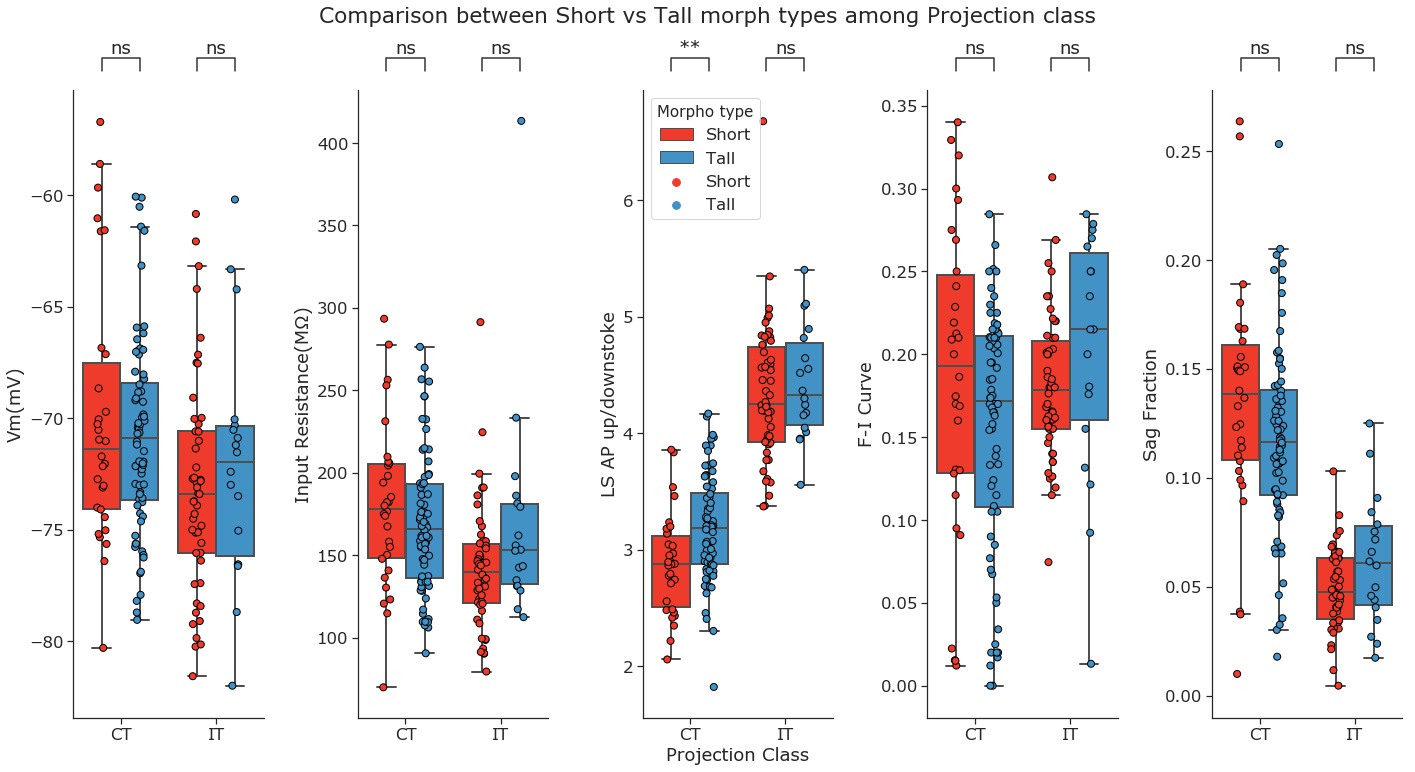 Comparison between Short vs Tall morph types among Projection class
ns ns ns ns ** ns ns ns ns ns
Vm(mV)
−60
−65
−70
−75
−80
CT IT
Input Resistance(MΩ)
400
350
300
250
200
150
100
CT IT
LS AP up/downstoke
Morpho type
Short
Tall
Short
Tall
6
5
4
3
2
CT IT
Projection Class
F-I Curve
0.35
0.30
0.25
0.20
0.15
0.10
0.05
0.00
CT IT
Sag Fraction
0.25
0.20
0.15
0.10
0.05
0.00
CT IT